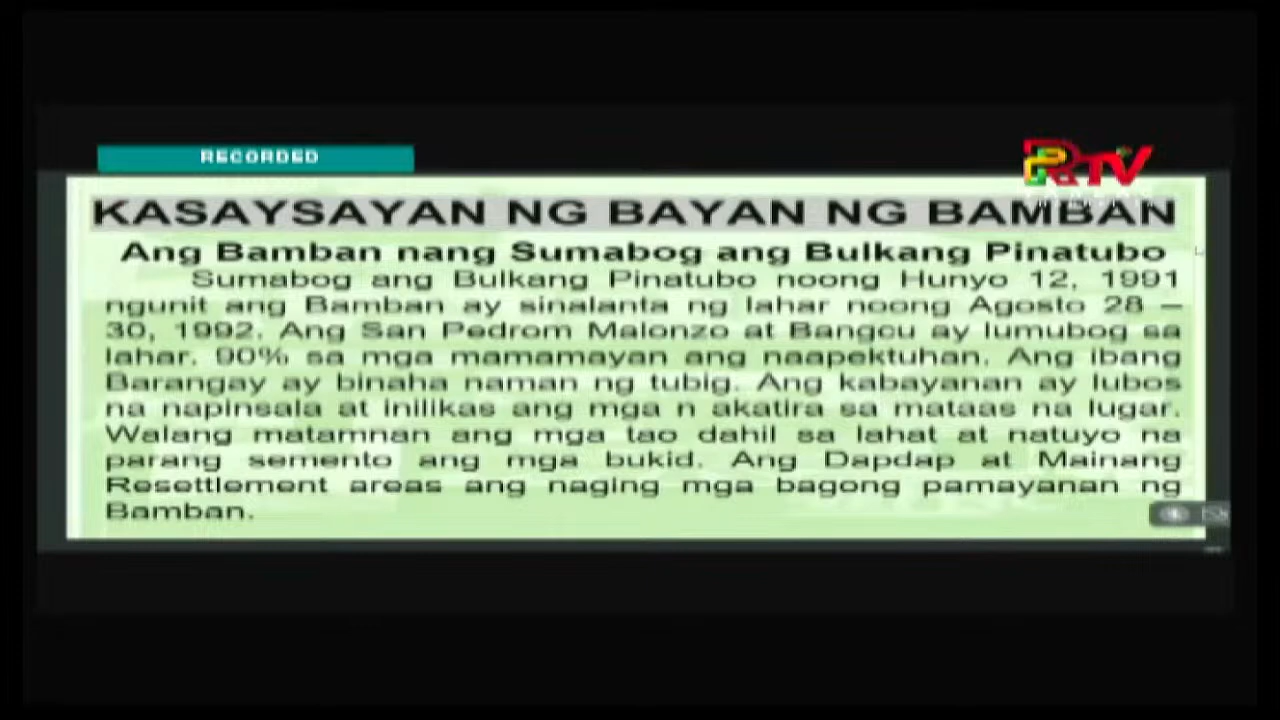 RECORDED
PRTV
KASAYSAYAN NG BAYAN NG BAMBAN
Ang Bamban nang Sumabog ang Bulkang Pinatubo
Sumabog ang Bulkang Pinatubo noong Hunyo 12, 1991
ngunit ang Bamban ay sinalanta ng lahar noong Agosto 28 –
30, 1992. Ang San Pedrom Malonzo at Bangcu ay lumubog sa
lahar. 90% sa mga mamamayan ang naapektuhan. Ang ibang
Barangay ay binaha naman ng tubig. Ang kabayanan ay lubos
na napinsala at inilikas ang mga n akatira sa mataas na lugar.
Walang matamnan ang mga tao dahil sa lahat at natuyo na
parang semento ang mga bukid. Ang Dapdap at Mainang
Resettlement areas ang naging mga bagong pamayanan ng
Bamban.